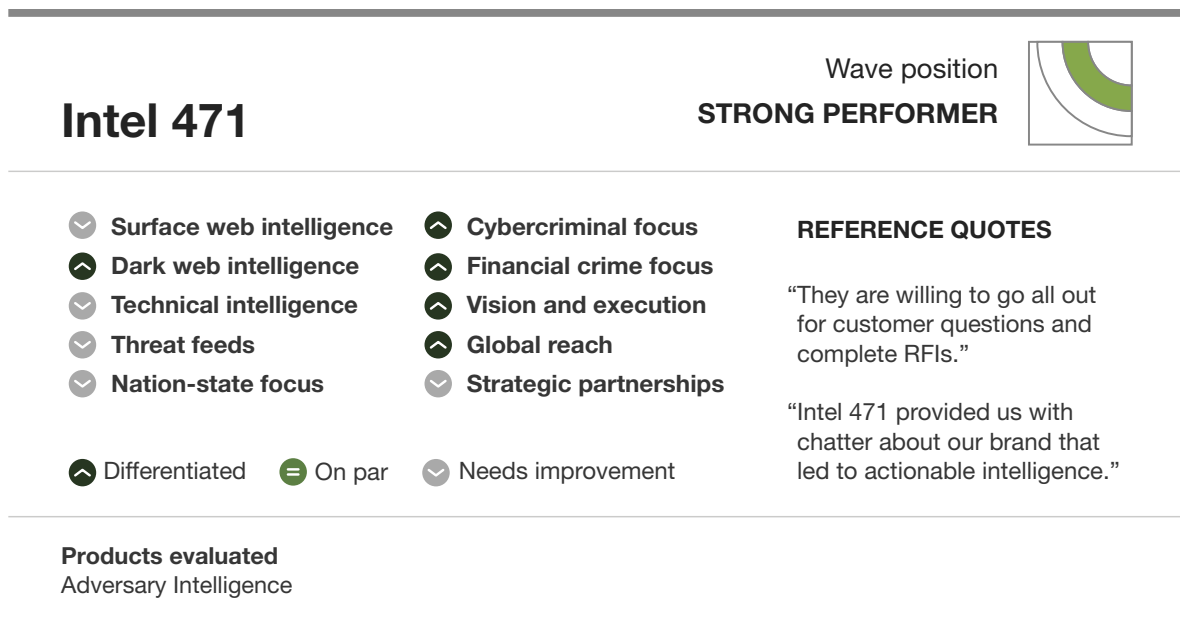 Wave position
STRONG PERFORMER
Intel 471
Surface web intelligence
Dark web intelligence
Technical intelligence
Threat feeds
Nation-state focus
Cybercriminal focus
Financial crime focus
Vision and execution
Global reach
Strategic partnerships
Differentiated
On par
Needs improvement
REFERENCE QUOTES
“They are willing to go all out
for customer questions and
complete RFIs.”
“Intel 471 provided us with
chatter about our brand that
led to actionable intelligence.”
Products evaluated
Adversary Intelligence